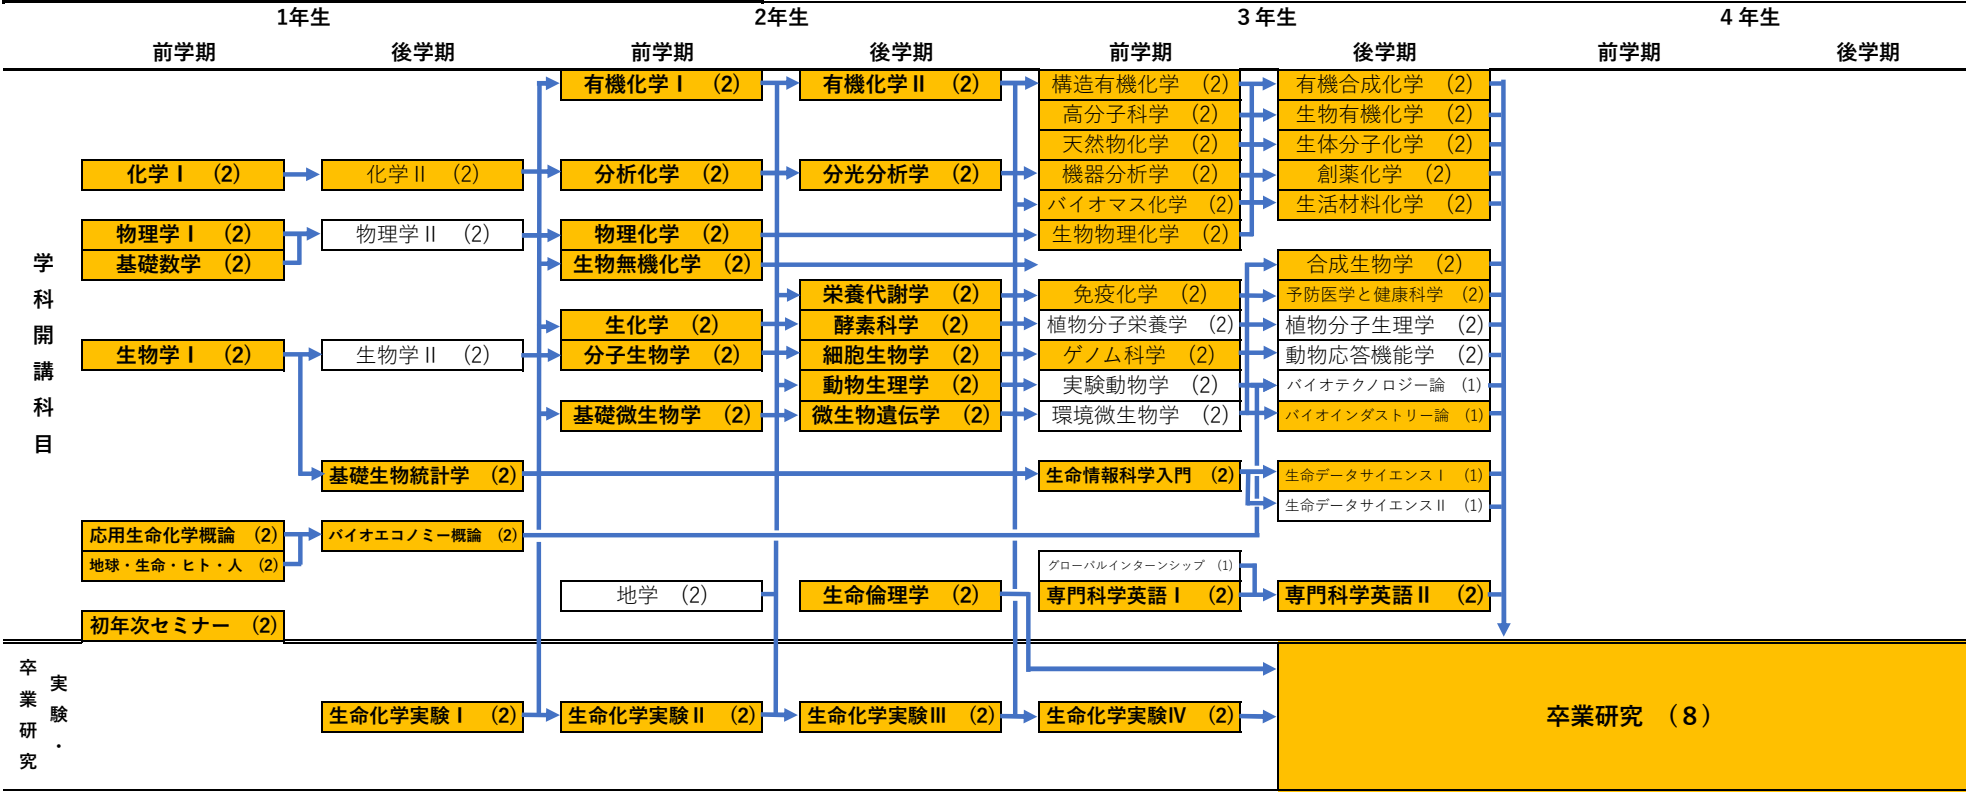 1年生 2年生 3 年生 4 年生
前学期 後学期 前学期 後学期 前学期 後学期 前学期 後学期
有機化学Ⅰ (2) 有機化学Ⅱ (2) 構造有機化学 (2) 有機合成化学 (2)
高分子科学 (2) 生物有機化学 (2)
天然物化学 (2) 生体分子化学 (2)
化学Ⅰ (2) 化学Ⅱ (2) 分析化学 (2) 分光分析学 (2) 機器分析学 (2) 創薬化学 (2)
バイオマス化学 (2) 生活材料化学 (2)
物理学Ⅰ (2) 物理学Ⅱ (2) 物理化学 (2) 生物物理化学 (2)
基礎数学 (2) 生物無機化学 (2) 合成生物学 (2)
栄養代謝学 (2) 免疫化学 (2) 予防医学と健康科学 (2)
生化学 (2) 酵素科学 (2) 植物分子栄養学 (2) 植物分子生理学 (2)
生物学Ⅰ (2) 生物学Ⅱ (2) 分子生物学 (2) 細胞生物学 (2) ゲノム科学 (2) 動物応答機能学 (2)
動物生理学 (2) 実験動物学 (2) バイオテクノロジー論 (1)
基礎微生物学 (2) 微生物遺伝学 (2) 環境微生物学 (2) バイオインダストリー論 (1)
学科開講科目
基礎生物統計学 (2) 生命情報科学入門 (2) 生命データサイエンスⅠ (1)
生命データサイエンスⅡ (1)
応用生命化学概論 (2) バイオエコノミー概論 (2)
地球・生命・ヒト・人 (2) グローバルインターンシップ (1)
地学 (2) 生命倫理学 (2) 専門科学英語Ⅰ (2) 専門科学英語Ⅱ (2)
初年次セミナー (2)
実験・
卒業研究
生命化学実験Ⅰ (2) 生命化学実験Ⅱ (2) 生命化学実験Ⅲ (2) 生命化学実験Ⅳ (2) 卒業研究 (8)